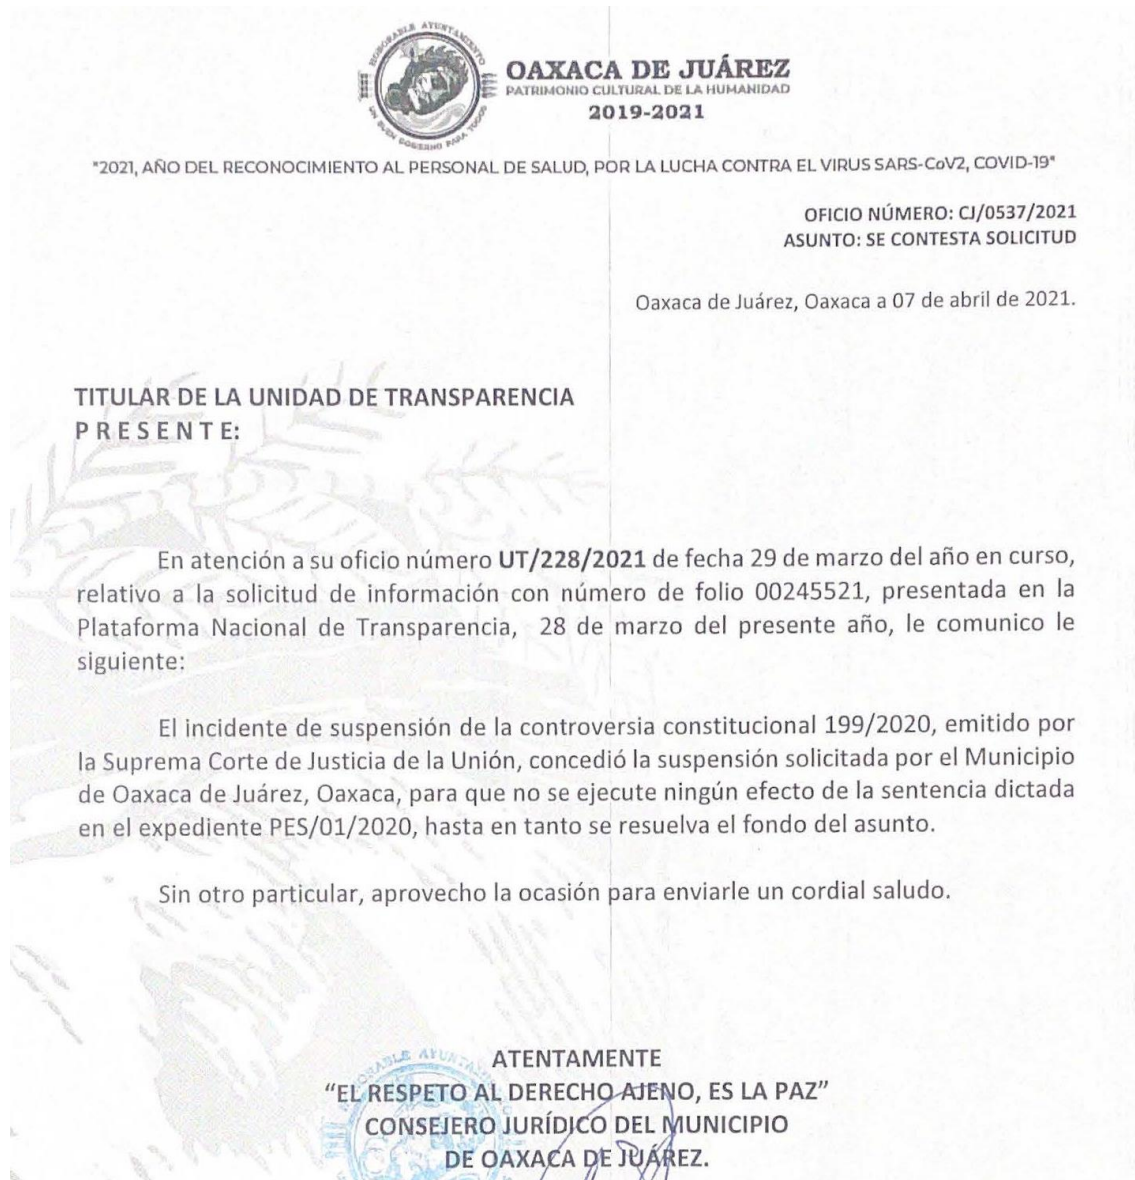 HONORABLE AYUNTAMIENTO
UN BUEN GOBIERNO PARA TODOS
OAXACA DE JUÁREZ
PATRIMONIO CULTURAL DE LA HUMANIDAD
2019-2021
"2021, AÑO DEL RECONOCIMIENTO AL PERSONAL DE SALUD, POR LA LUCHA CONTRA EL VIRUS SARS-CoV2, COVID-19"
OFICIO NÚMERO: CJ/0537/2021
ASUNTO: SE CONTESTA SOLICITUD
Oaxaca de Juárez, Oaxaca a 07 de abril de 2021.
TITULAR DE LA UNIDAD DE TRANSPARENCIA
P R E S E N T E:
En atención a su oficio número UT/228/2021 de fecha 29 de marzo del año en curso,
relativo a la solicitud de información con número de folio 00245521, presentada en la
Plataforma Nacional de Transparencia, 28 de marzo del presente año, le comunico le
siguiente:
El incidente de suspensión de la controversia constitucional 199/2020, emitido por
la Suprema Corte de Justicia de la Unión, concedió la suspensión solicitada por el Municipio
de Oaxaca de Juárez, Oaxaca, para que no se ejecute ningún efecto de la sentencia dictada
en el expediente PES/01/2020, hasta en tanto se resuelva el fondo del asunto.
Sin otro particular, aprovecho la ocasión para enviarle un cordial saludo.
ATENTAMENTE
“EL RESPETO AL DERECHO AJENO, ES LA PAZ”
CONSEJERO JURÍDICO DEL MUNICIPIO
DE OAXACA DE JUÁREZ.